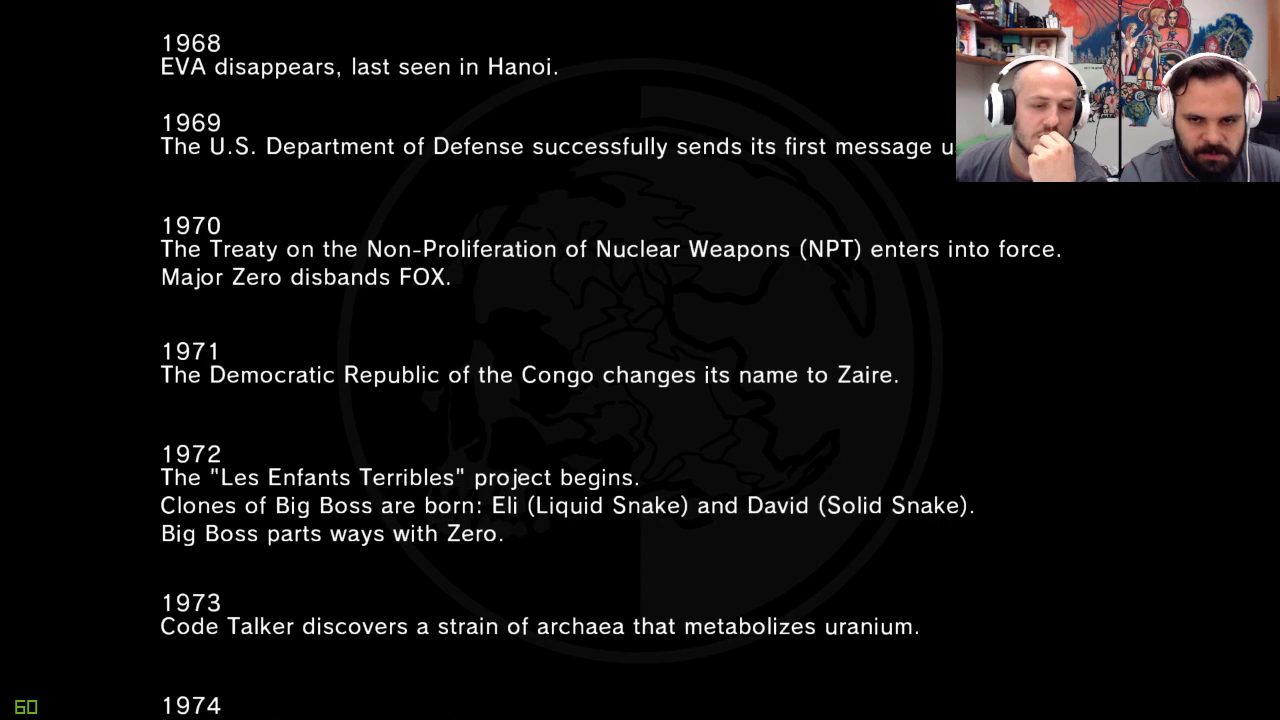 1968
EVA disappears, last seen in Hanoi.
1969
The U.S. Department of Defense successfully sends its first message
1970
The Treaty on the Non-Proliferation of Nuclear Weapons (NPT) enters into force.
Major Zero disbands FOX.
1971
The Democratic Republic of the Congo changes its name to Zaire.
1972
The "Les Enfants Terribles" project begins.
Clones of Big Boss are born: Eli (Liquid Snake) and David (Solid Snake).
Big Boss parts ways with Zero.
1973
Code Talker discovers a strain of archaea that metabolizes uranium.
1974
60